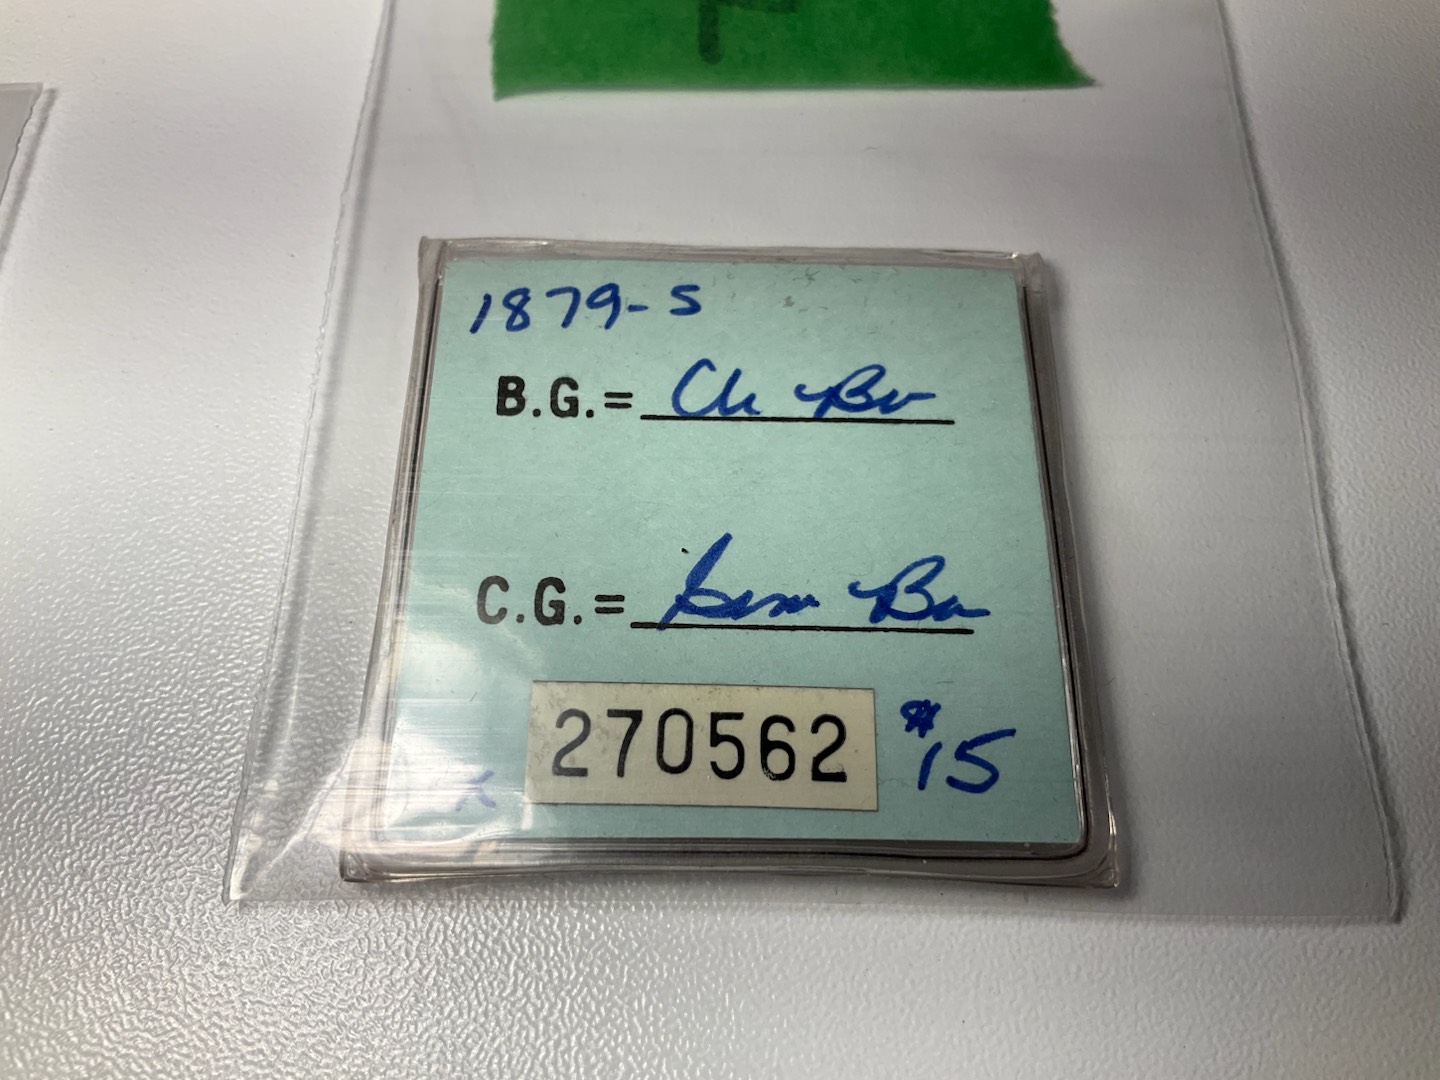 1879-S
B.G.= Ch Bu
C.G.= Gem Bu
270562 #15